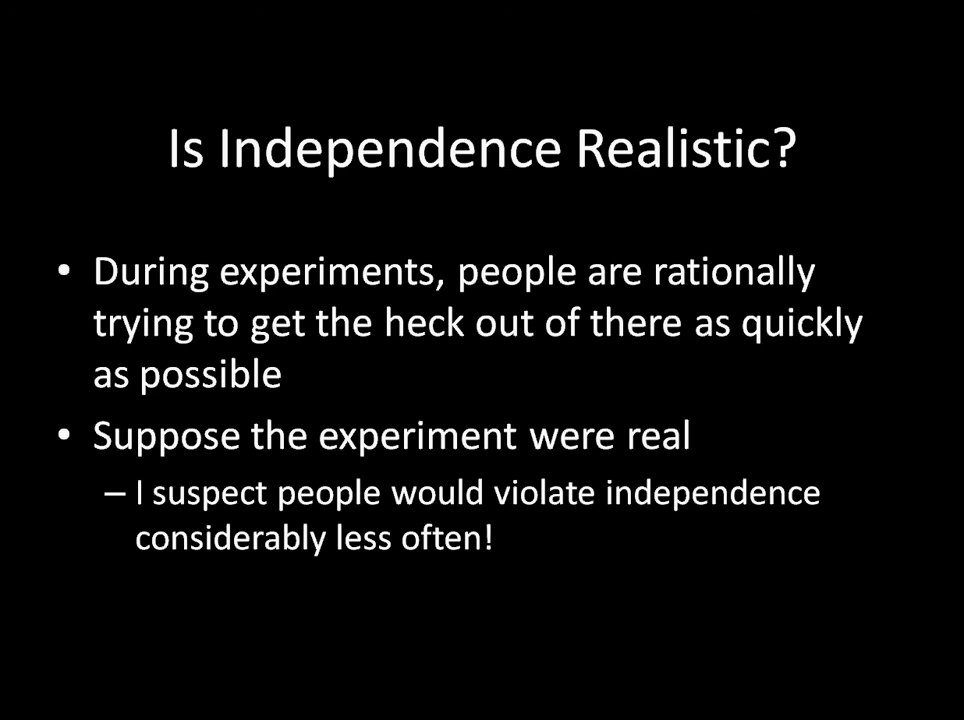 Is Independence Realistic?
• During experiments, people are rationally
trying to get the heck out of there as quickly
as possible
• Suppose the experiment were real
– I suspect people would violate independence
considerably less often!